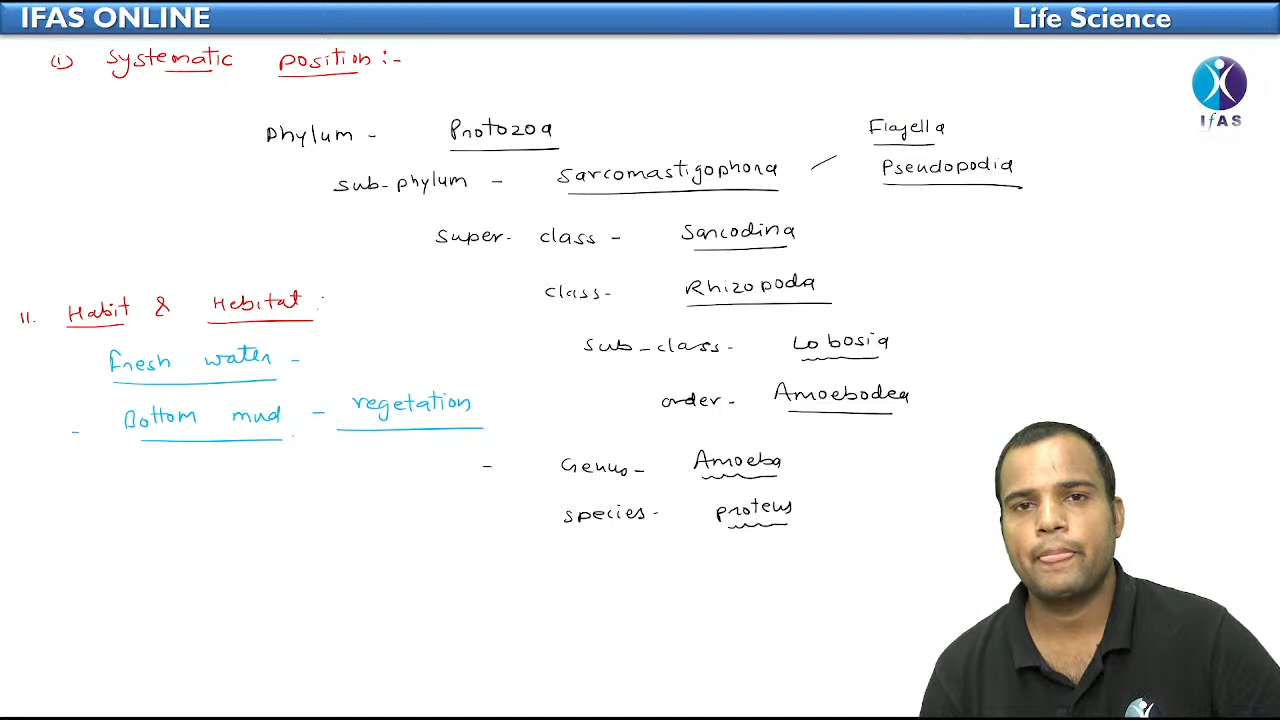 IFAS ONLINE
Life Science
(i) Systematic position :-
IfAS
Phylum - Protozoa
Flagella
Sub-phylum - Sarcomastigophora
Pseudopodia
Super-class - Sarcodina
Class - Rhizopoda
II. Habit & Hebitat :
Sub-class - Lobosia
Fresh water -
order - Amoebodea
- Bottom mud - vegetation
- Genus - Amoeba
species - proteus